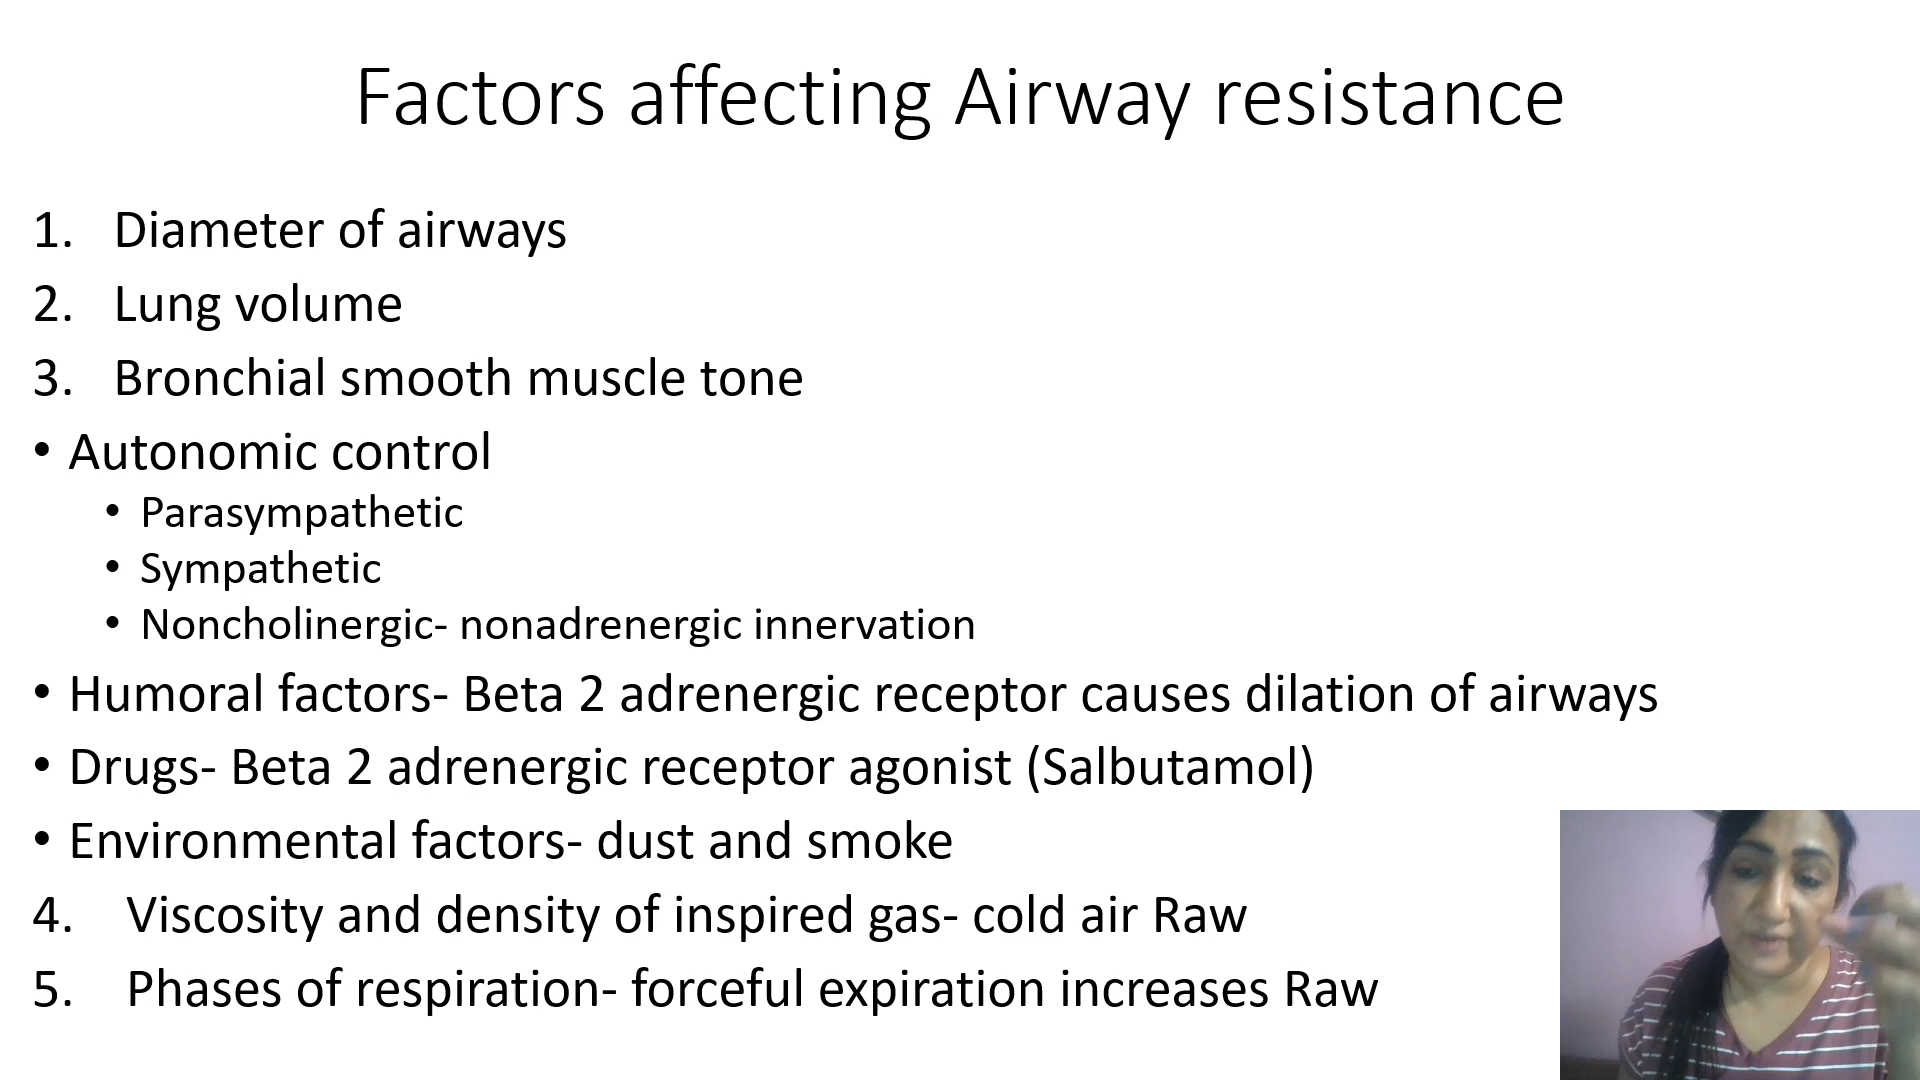 Factors affecting Airway resistance
1. Diameter of airways
2. Lung volume
3. Bronchial smooth muscle tone
• Autonomic control
• Parasympathetic
• Sympathetic
• Noncholinergic- nonadrenergic innervation
• Humoral factors- Beta 2 adrenergic receptor causes dilation of airways
• Drugs- Beta 2 adrenergic receptor agonist (Salbutamol)
• Environmental factors- dust and smoke
4. Viscosity and density of inspired gas- cold air Raw
5. Phases of respiration- forceful expiration increases Raw